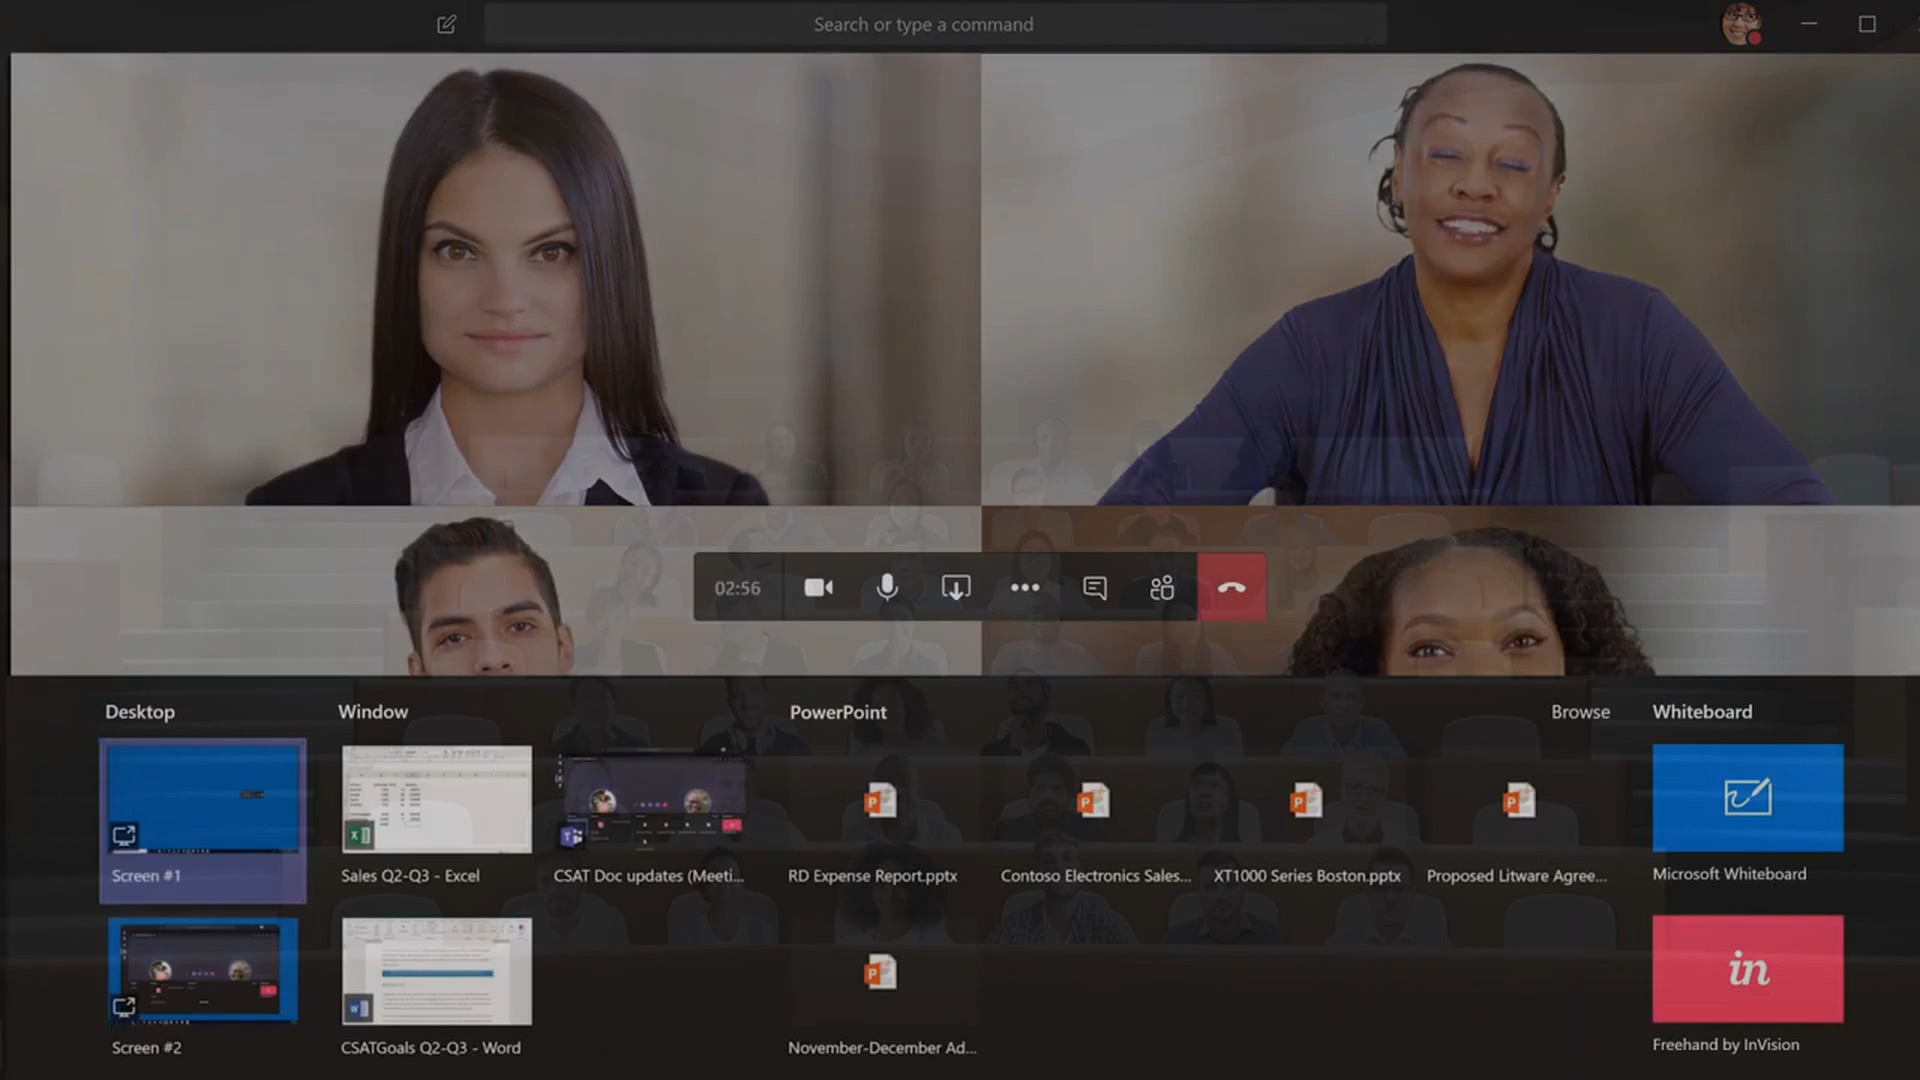 Search or type a command
02:56
Desktop
Window
PowerPoint
Browse
Whiteboard
Screen #1
Sales Q2-Q3 - Excel
CSAT Doc updates (Meeti...
RD Expense Report.pptx
Contoso Electronics Sales...
XT1000 Series Boston.pptx
Proposed Litware Agree...
Microsoft Whiteboard
in
Screen #2
CSATGoals Q2-Q3 - Word
November-December Ad...
Freehand by InVision